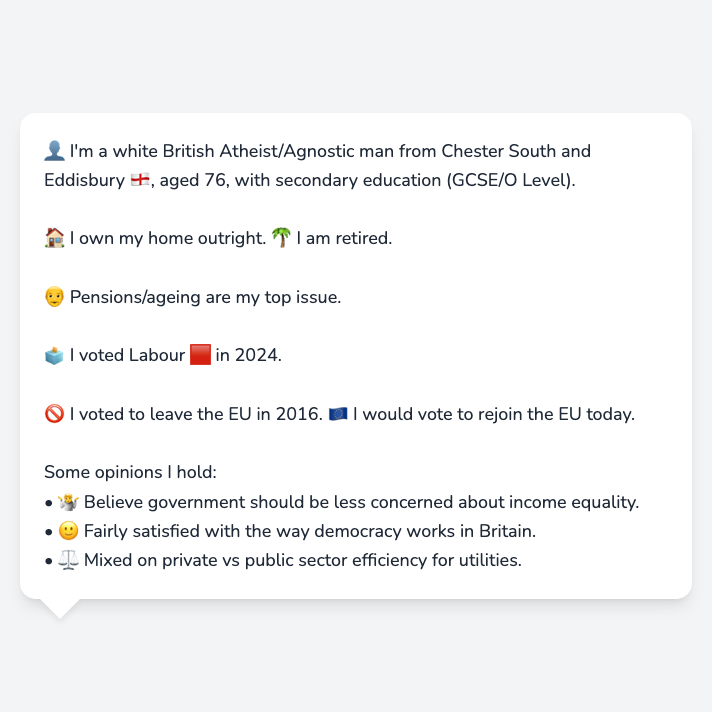 👤 I'm a white British Atheist/Agnostic man from Chester South and
Eddisbury 🏴󠁧󠁢󠁥󠁮󠁧󠁿, aged 76, with secondary education (GCSE/O Level).
🏠 I own my home outright. 🌴 I am retired.
👴 Pensions/ageing are my top issue.
🗳️ I voted Labour 🟥 in 2024.
🚫 I voted to leave the EU in 2016. 🇪🇺 I would vote to rejoin the EU today.
Some opinions I hold:
• 🤷 Believe government should be less concerned about income equality.
• 🙂 Fairly satisfied with the way democracy works in Britain.
• ⚖️ Mixed on private vs public sector efficiency for utilities.